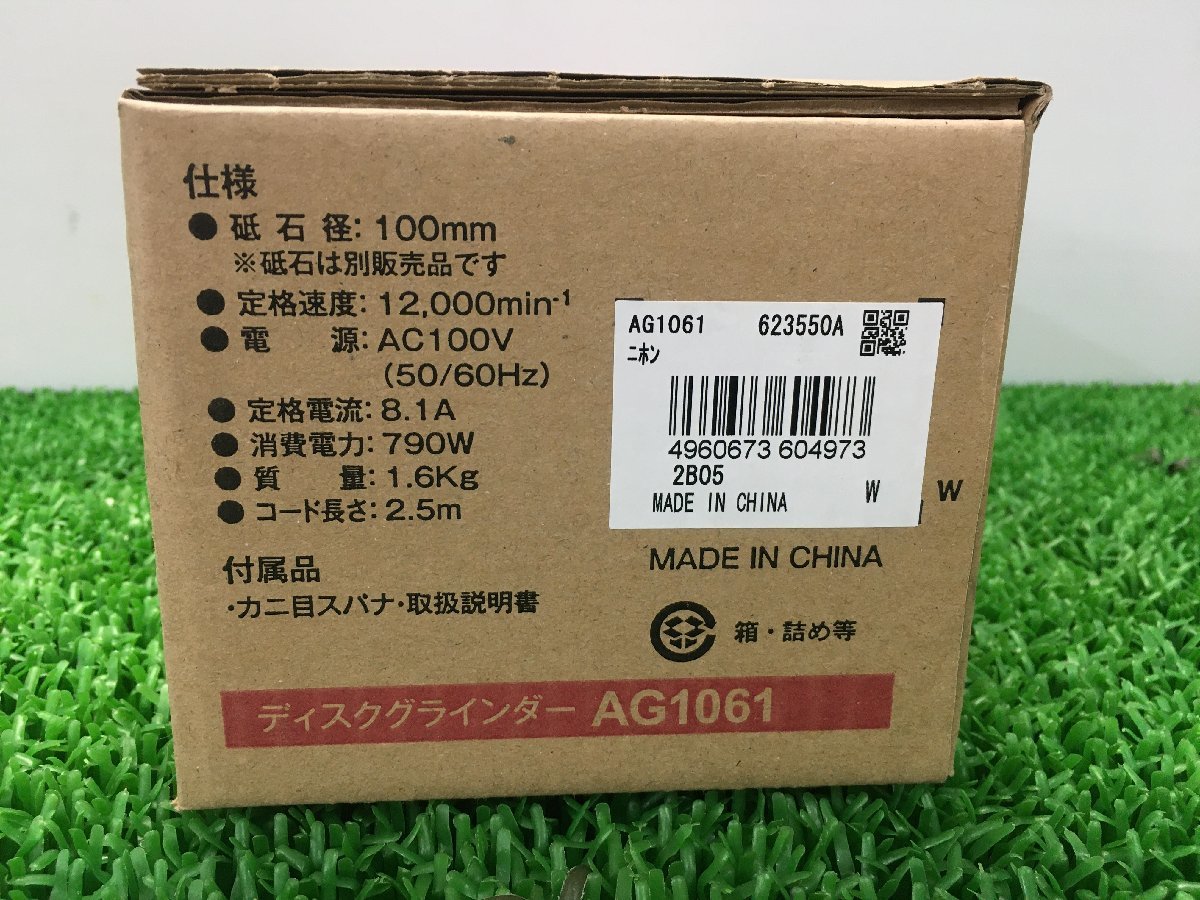 仕様
● 砥石径: 100mm
※砥石は別販売品です
● 定格速度: 12,000min⁻¹
● 電源: AC100V
(50/60Hz)
● 定格電流: 8.1A
● 消費電力: 790W
● 質量: 1.6Kg
● コード長さ: 2.5m
付属品
・カニ目スパナ・取扱説明書
AG1061 623550A
ニホン
4960673 604973
2B05
MADE IN CHINA W
W
MADE IN CHINA
箱・詰め等
ディスクグラインダー AG1061